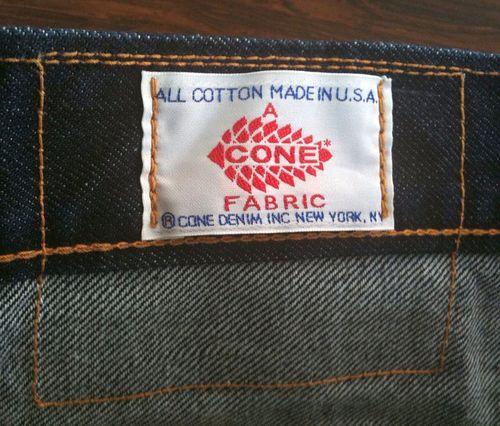 ALL COTTON MADE IN U.S.A.
A
CONE*
FABRIC
® CONE DENIM INC NEW YORK, NY